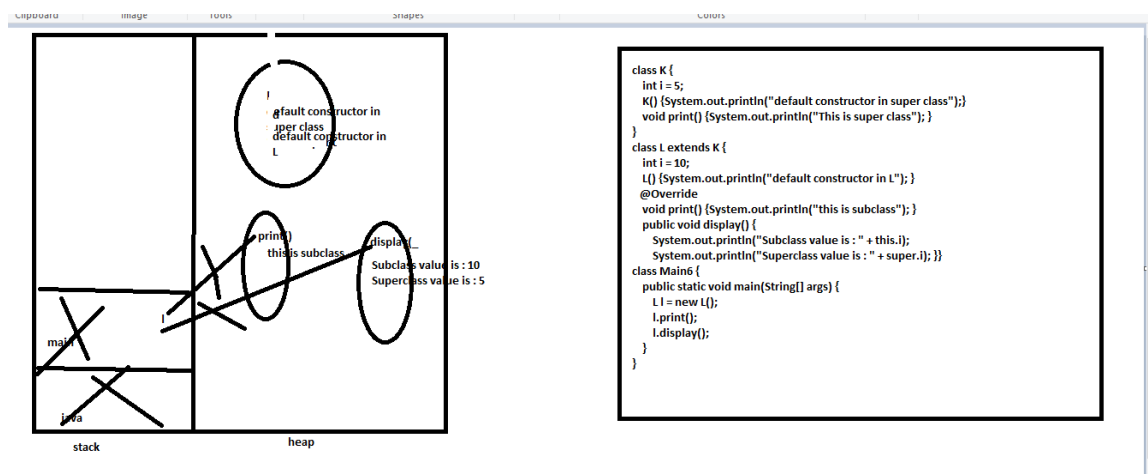 Clipboard Image Tools Shapes Colors
efault constructor in
uper class
default constructor in
L
print()
this is subclass
display(_
Subclass value is : 10
Superclass value is : 5
l
main
java
stack
heap
class K {
int i = 5;
K() {System.out.println("default constructor in super class");}
void print() {System.out.println("This is super class"); }
}
class L extends K {
int i = 10;
L() {System.out.println("default constructor in L"); }
@Override
void print() {System.out.println("this is subclass"); }
public void display() {
System.out.println("Subclass value is : " + this.i);
System.out.println("Superclass value is : " + super.i); }}
class Main6 {
public static void main(String[] args) {
L l = new L();
l.print();
l.display();
}
}